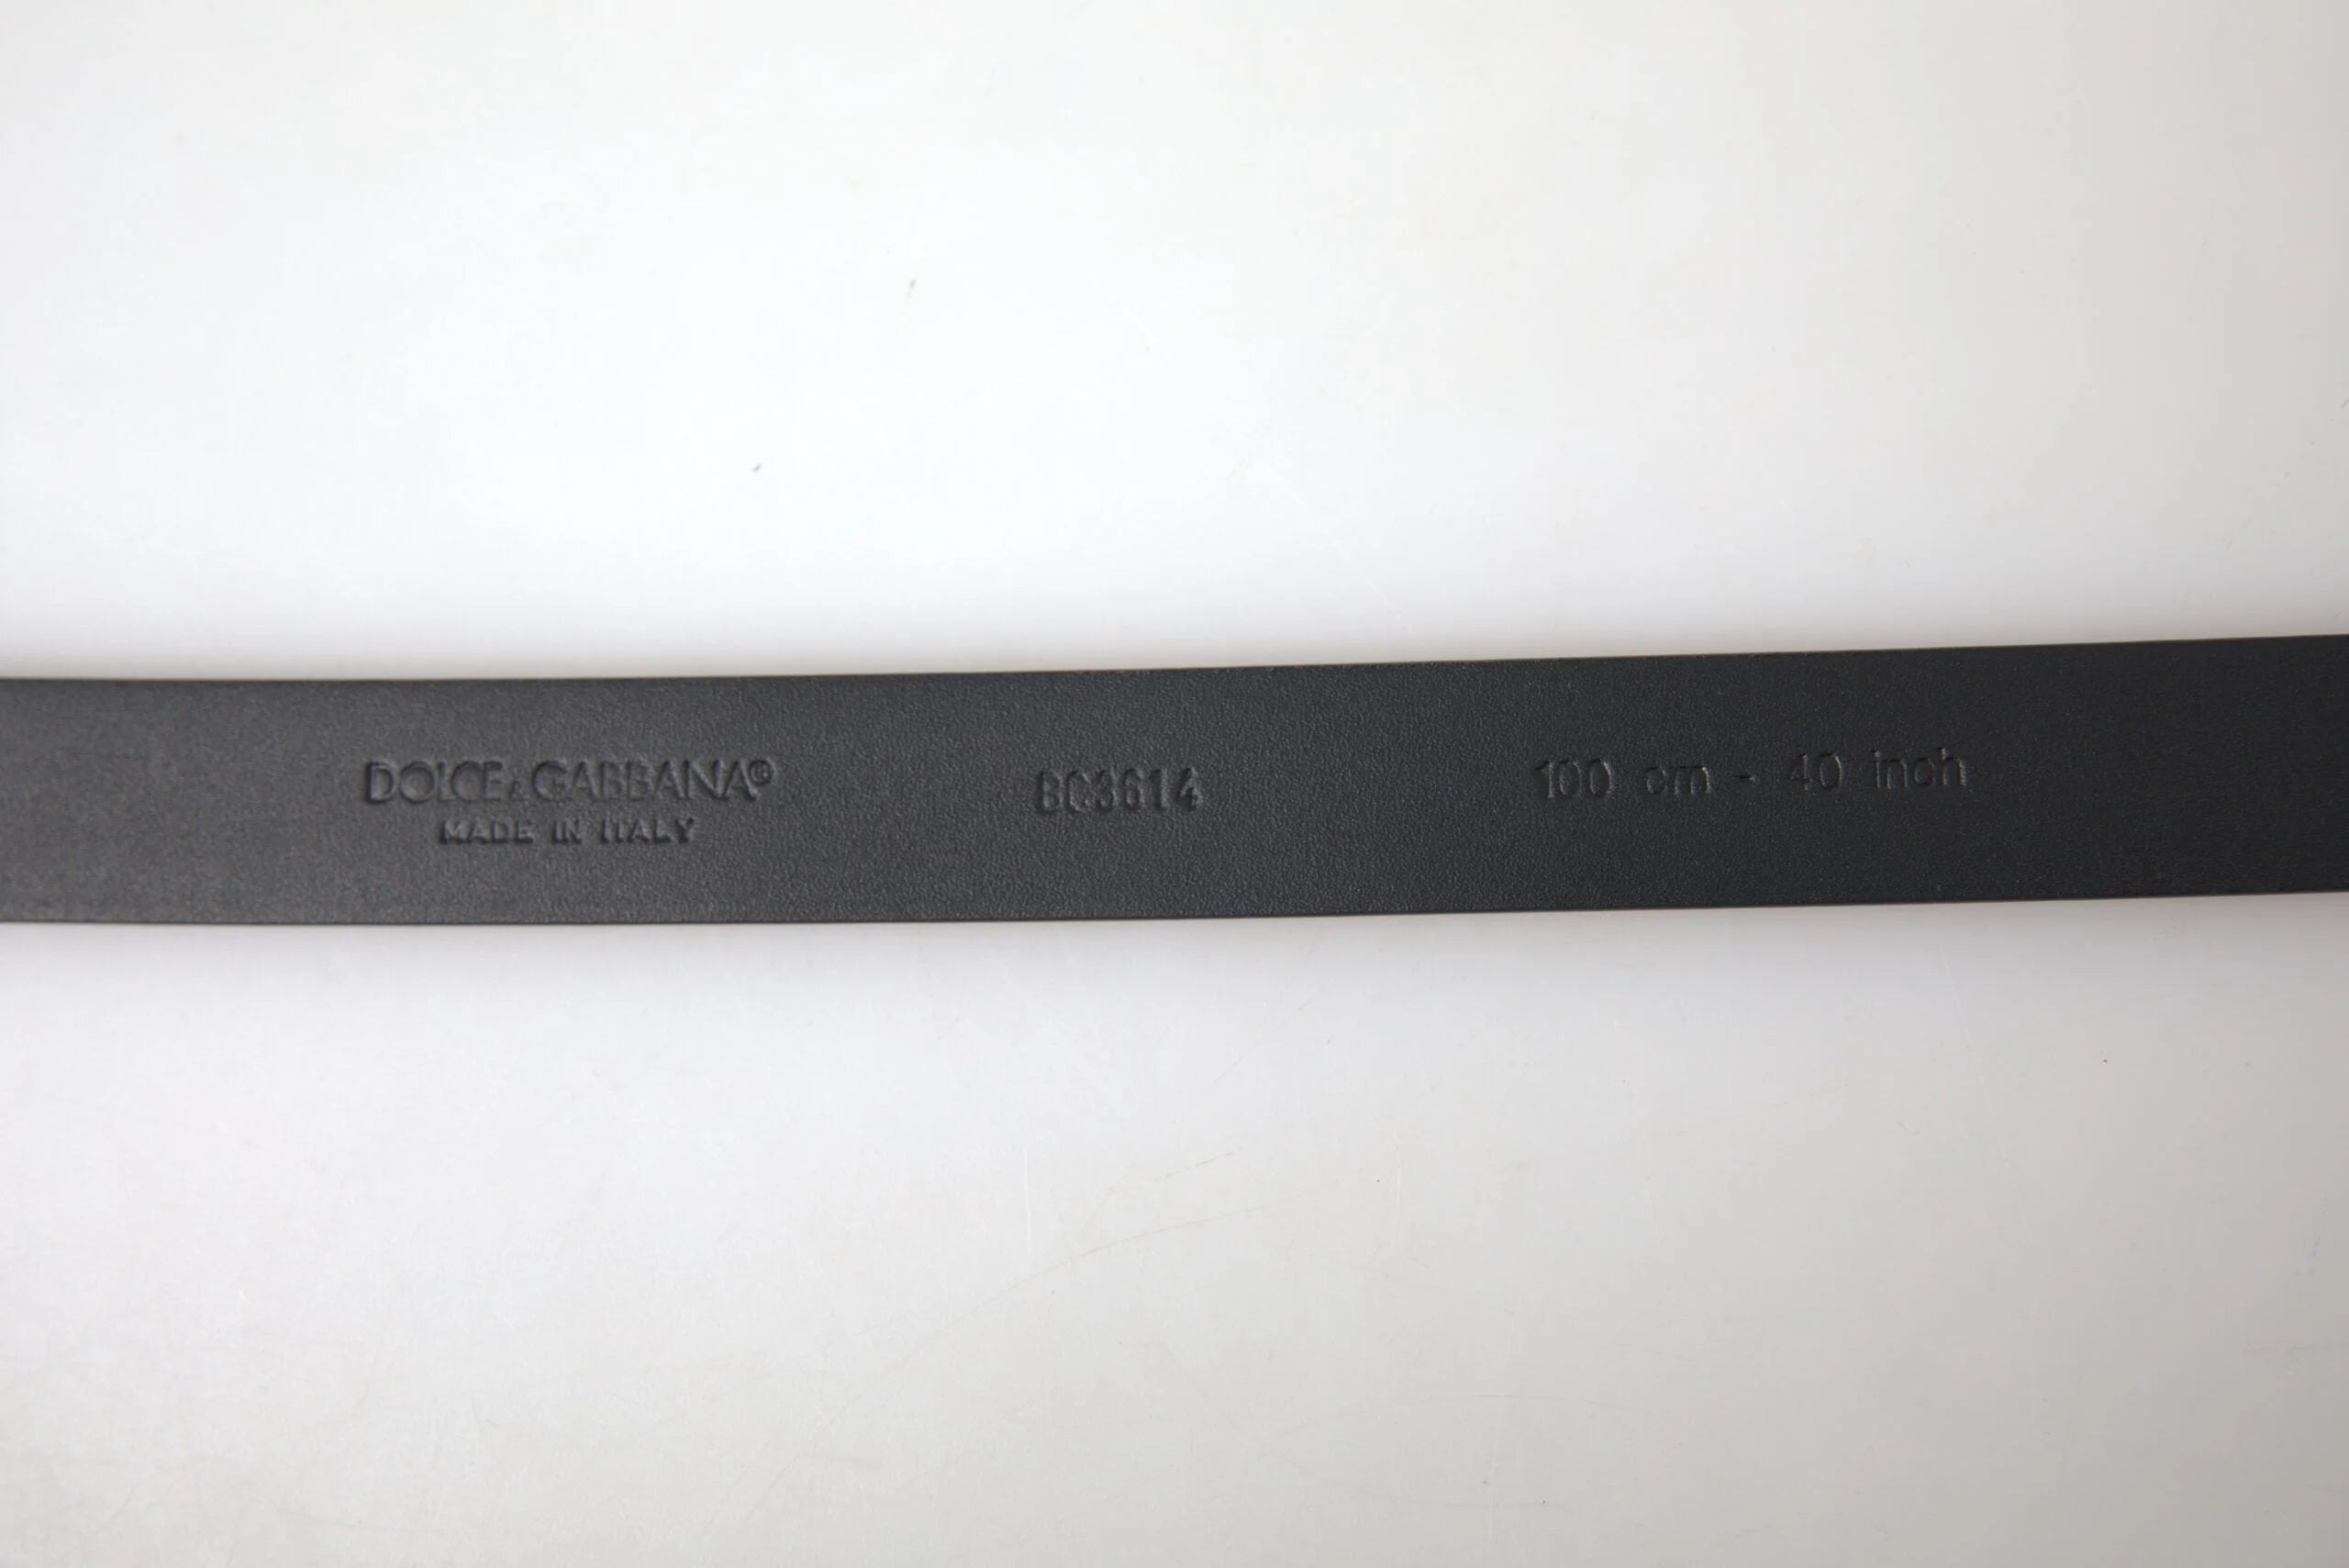 DOLCE & GABBANA®
MADE IN ITALY
BC3614
100 cm - 40 inch